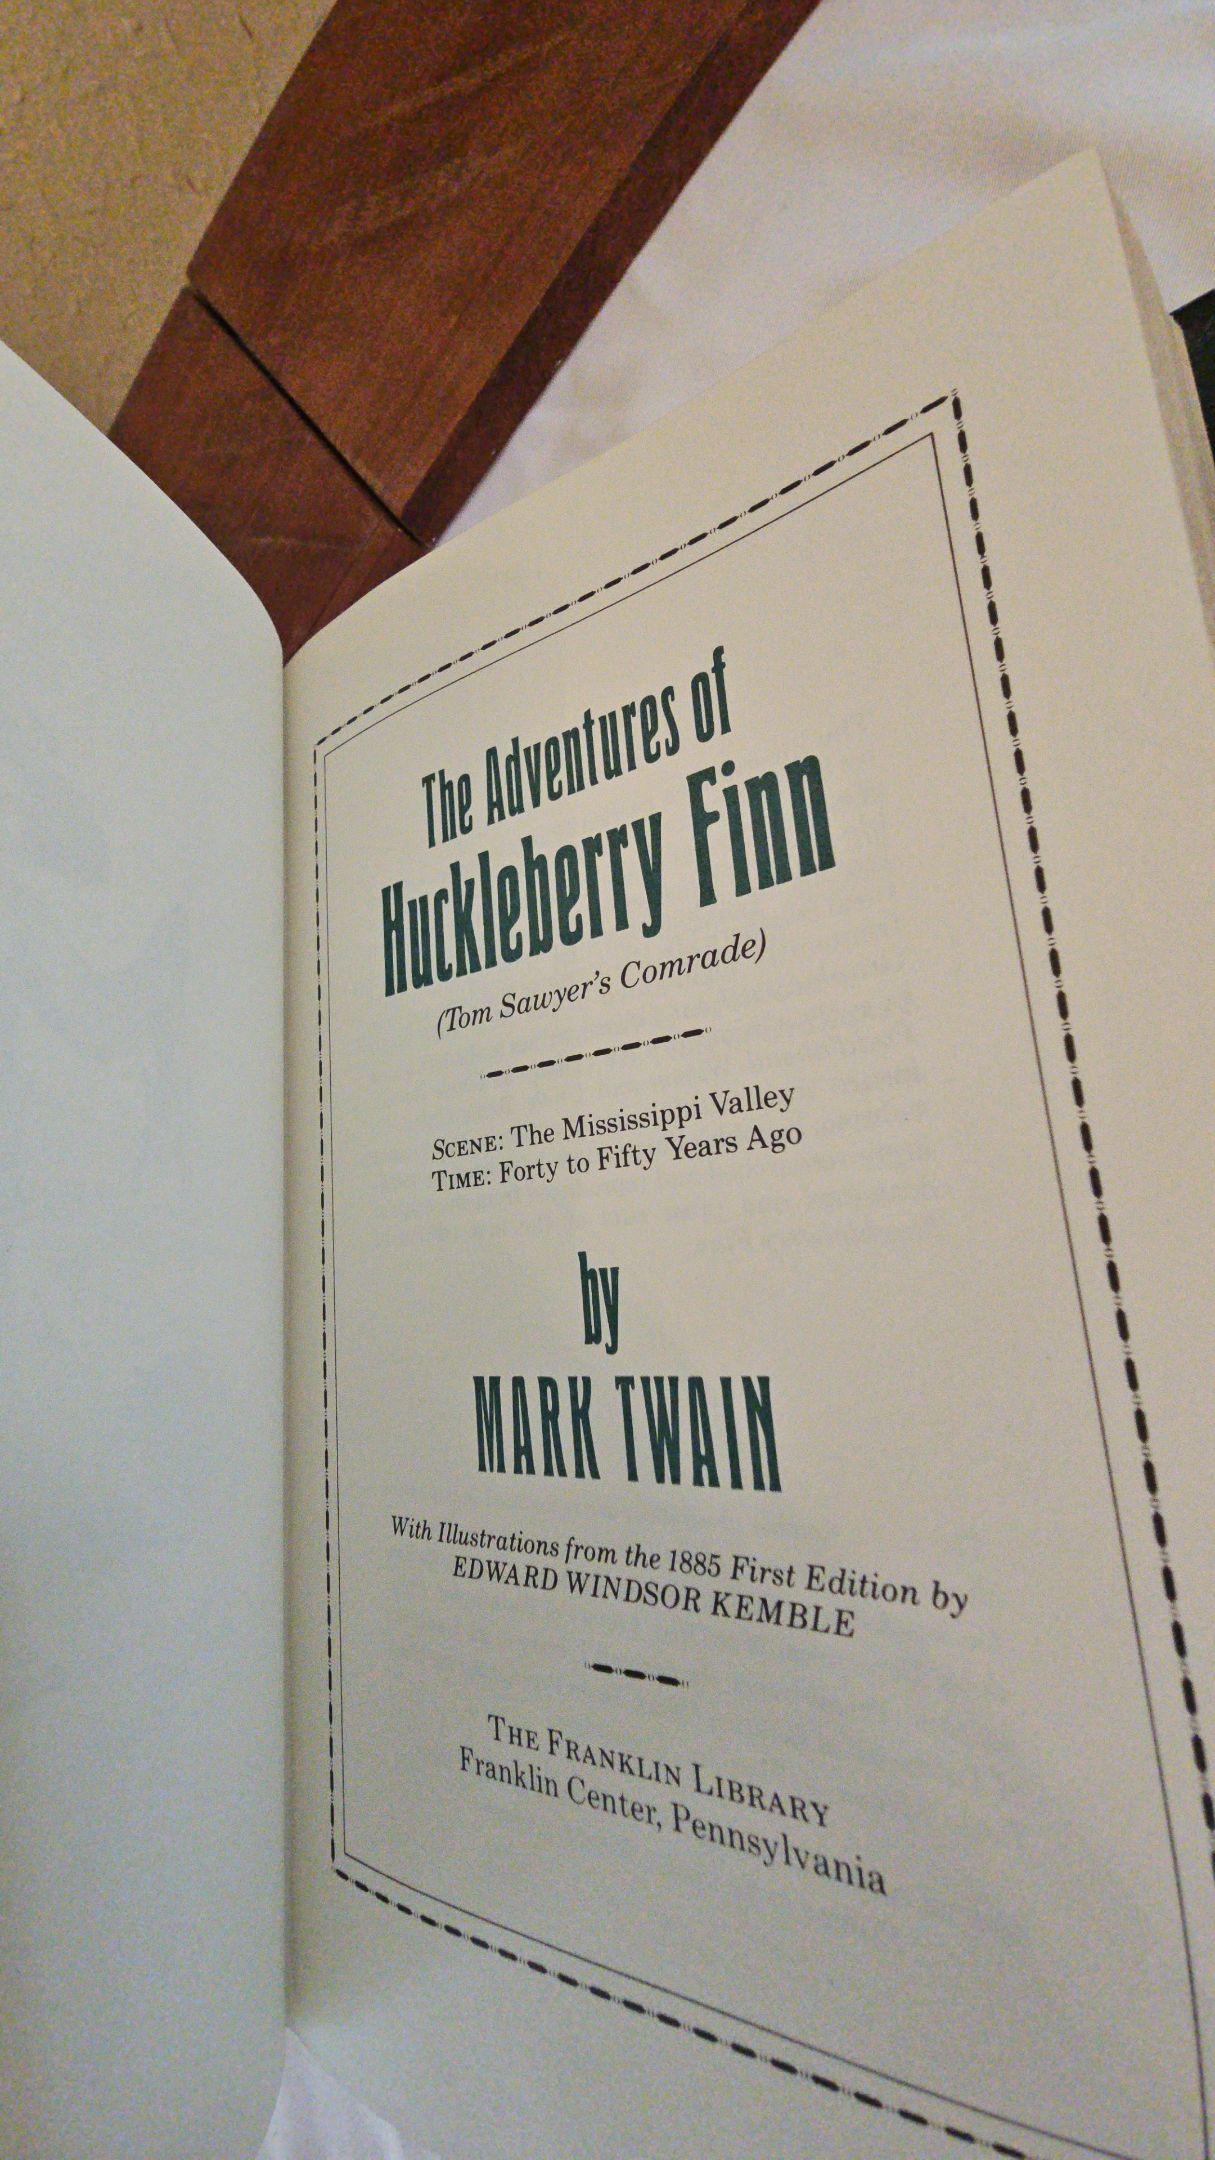 The Adventures of
Huckleberry Finn
(Tom Sawyer's Comrade)
SCENE: The Mississippi Valley
TIME: Forty to Fifty Years Ago
by
MARK TWAIN
With Illustrations from the 1885 First Edition by
EDWARD WINDSOR KEMBLE
THE FRANKLIN LIBRARY
Franklin Center, Pennsylvania